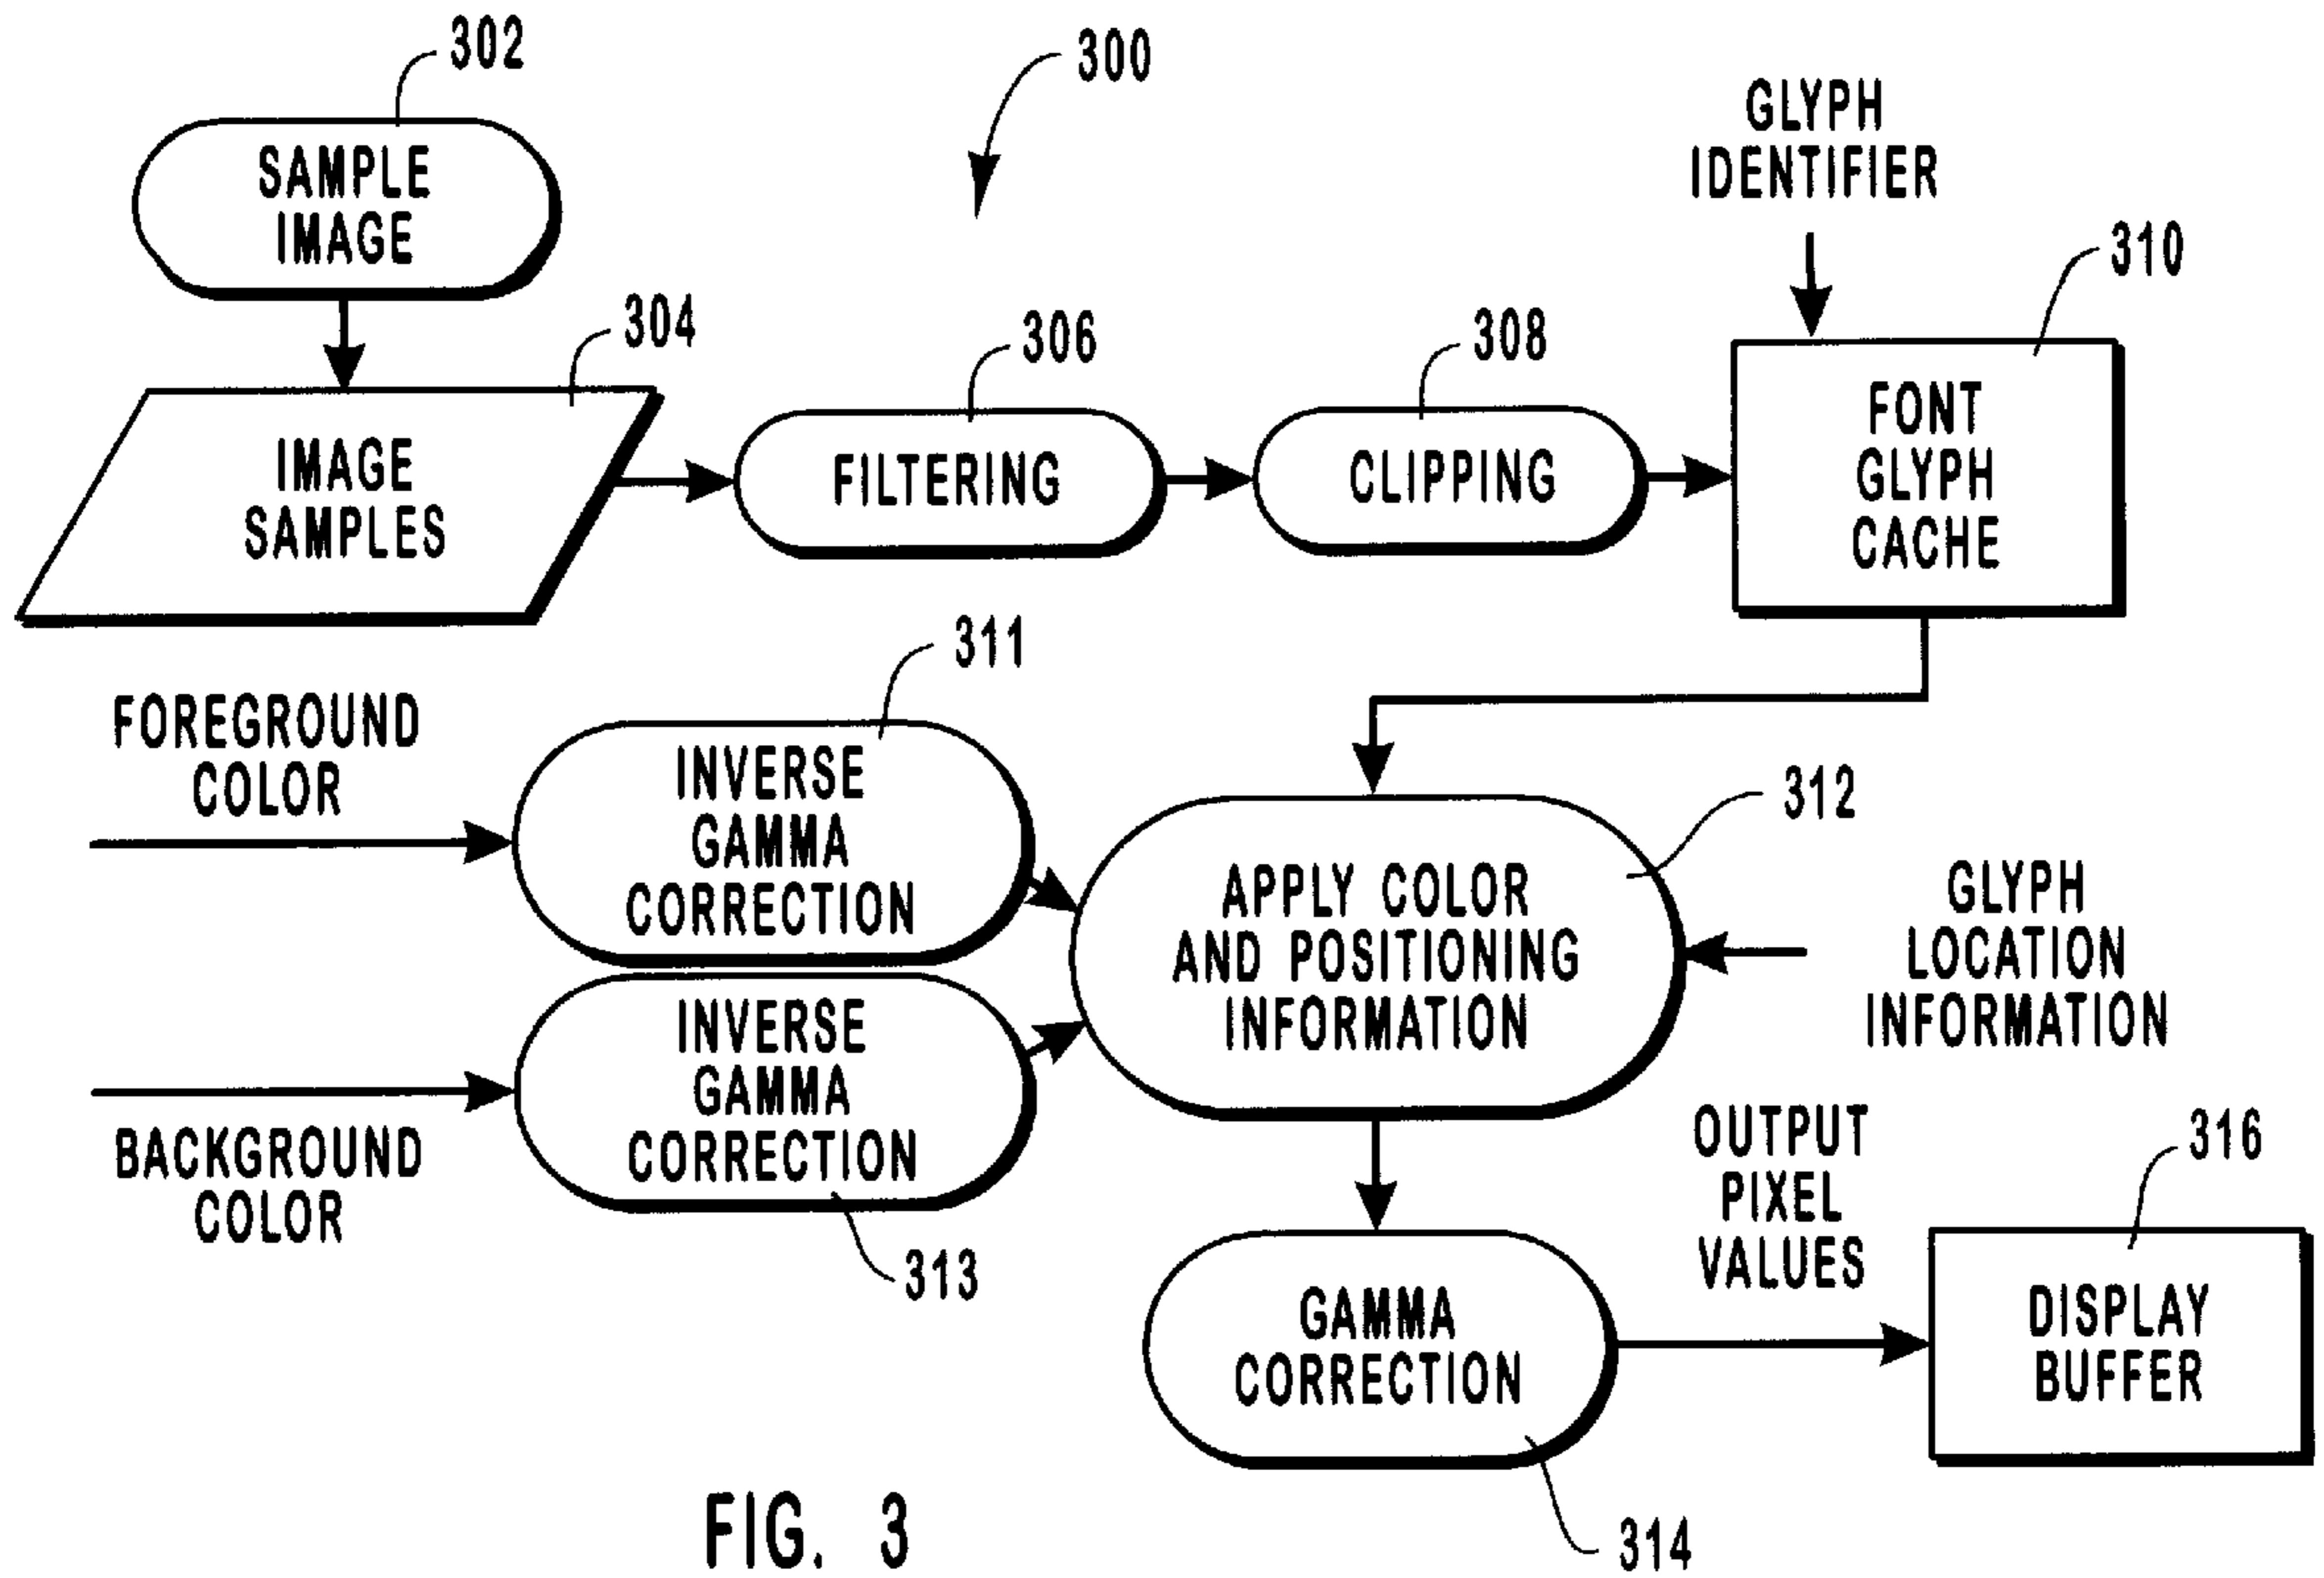 302
300
SAMPLE
IMAGE
GLYPH
IDENTIFIER
310
304
306
308
IMAGE
SAMPLES
FILTERING
CLIPPING
FONT
GLYPH
CACHE
311
FOREGROUND
COLOR
INVERSE
GAMMA
CORRECTION
312
APPLY COLOR
AND POSITIONING
INFORMATION
GLYPH
LOCATION
INFORMATION
BACKGROUND
COLOR
INVERSE
GAMMA
CORRECTION
313
OUTPUT
PIXEL
VALUES
316
GAMMA
CORRECTION
DISPLAY
BUFFER
314
FIG. 3